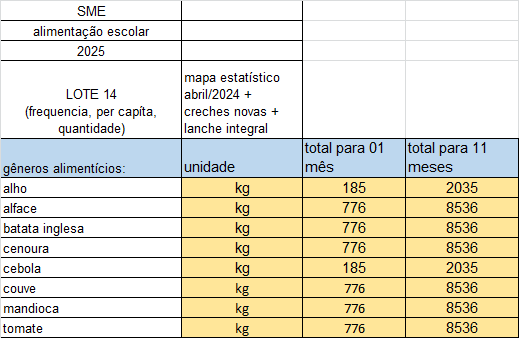 SME
alimentação escolar
2025
LOTE 14
(frequencia, per capíta,
quantidade)
mapa estatístico
abril/2024 +
creches novas +
lanche integral
gêneros alimentícios: unidade total para 01 mês total para 11 meses
alho kg 185 2035
alface kg 776 8536
batata inglesa kg 776 8536
cenoura kg 776 8536
cebola kg 185 2035
couve kg 776 8536
mandioca kg 776 8536
tomate kg 776 8536